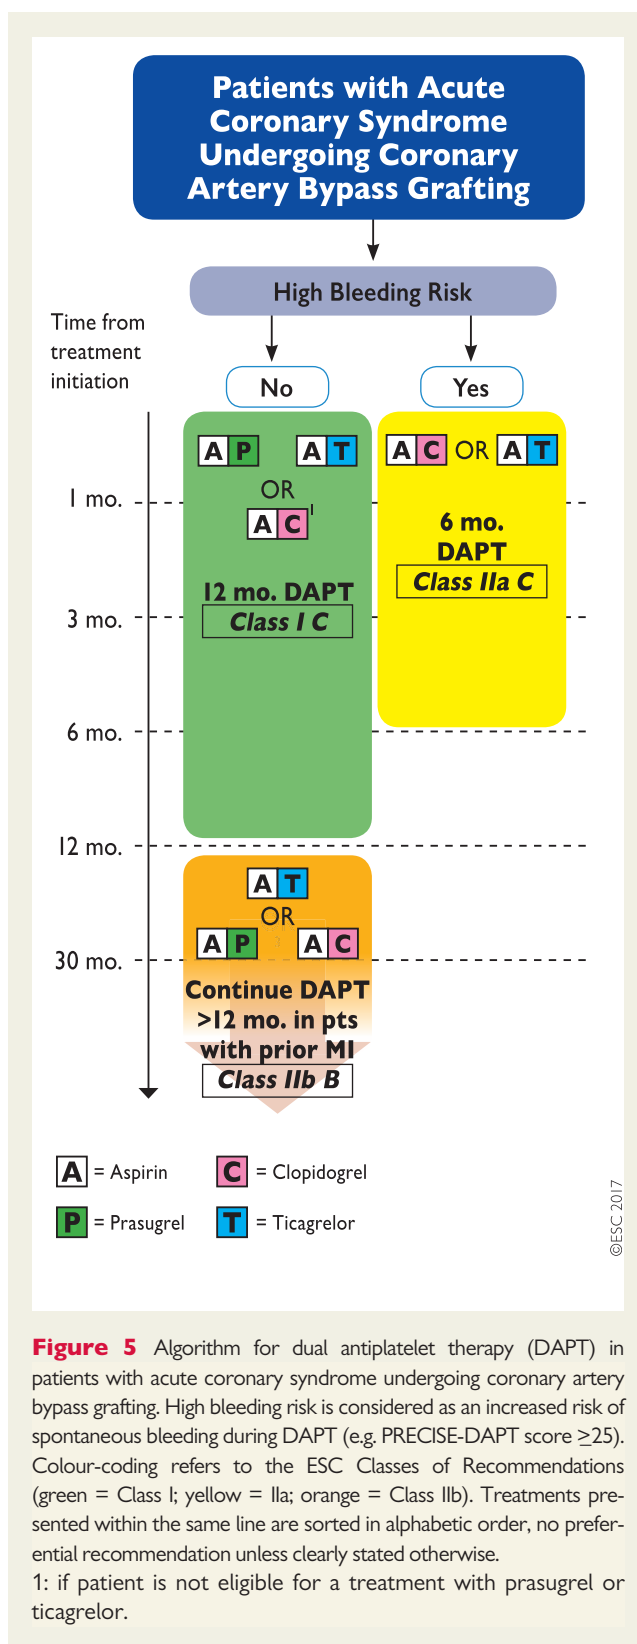 Patients with Acute
Coronary Syndrome
Undergoing Coronary
Artery Bypass Grafting
High Bleeding Risk
Time from
treatment
initiation
No
Yes
A P A T
OR
A C 1
12 mo. DAPT
Class I C
A C OR A T
6 mo.
DAPT
Class IIa C
1 mo.
3 mo.
6 mo.
12 mo.
30 mo.
A T
OR
A P A C
Continue DAPT
>12 mo. in pts
with prior MI
Class IIb B
A = Aspirin C = Clopidogrel
P = Prasugrel T = Ticagrelor
©ESC 2017
Figure 5 Algorithm for dual antiplatelet therapy (DAPT) in
patients with acute coronary syndrome undergoing coronary artery
bypass grafting. High bleeding risk is considered as an increased risk of
spontaneous bleeding during DAPT (e.g. PRECISE-DAPT score ≥25).
Colour-coding refers to the ESC Classes of Recommendations
(green = Class I; yellow = IIa; orange = Class IIb). Treatments pre-
sented within the same line are sorted in alphabetic order, no prefer-
ential recommendation unless clearly stated otherwise.
1: if patient is not eligible for a treatment with prasugrel or
ticagrelor.